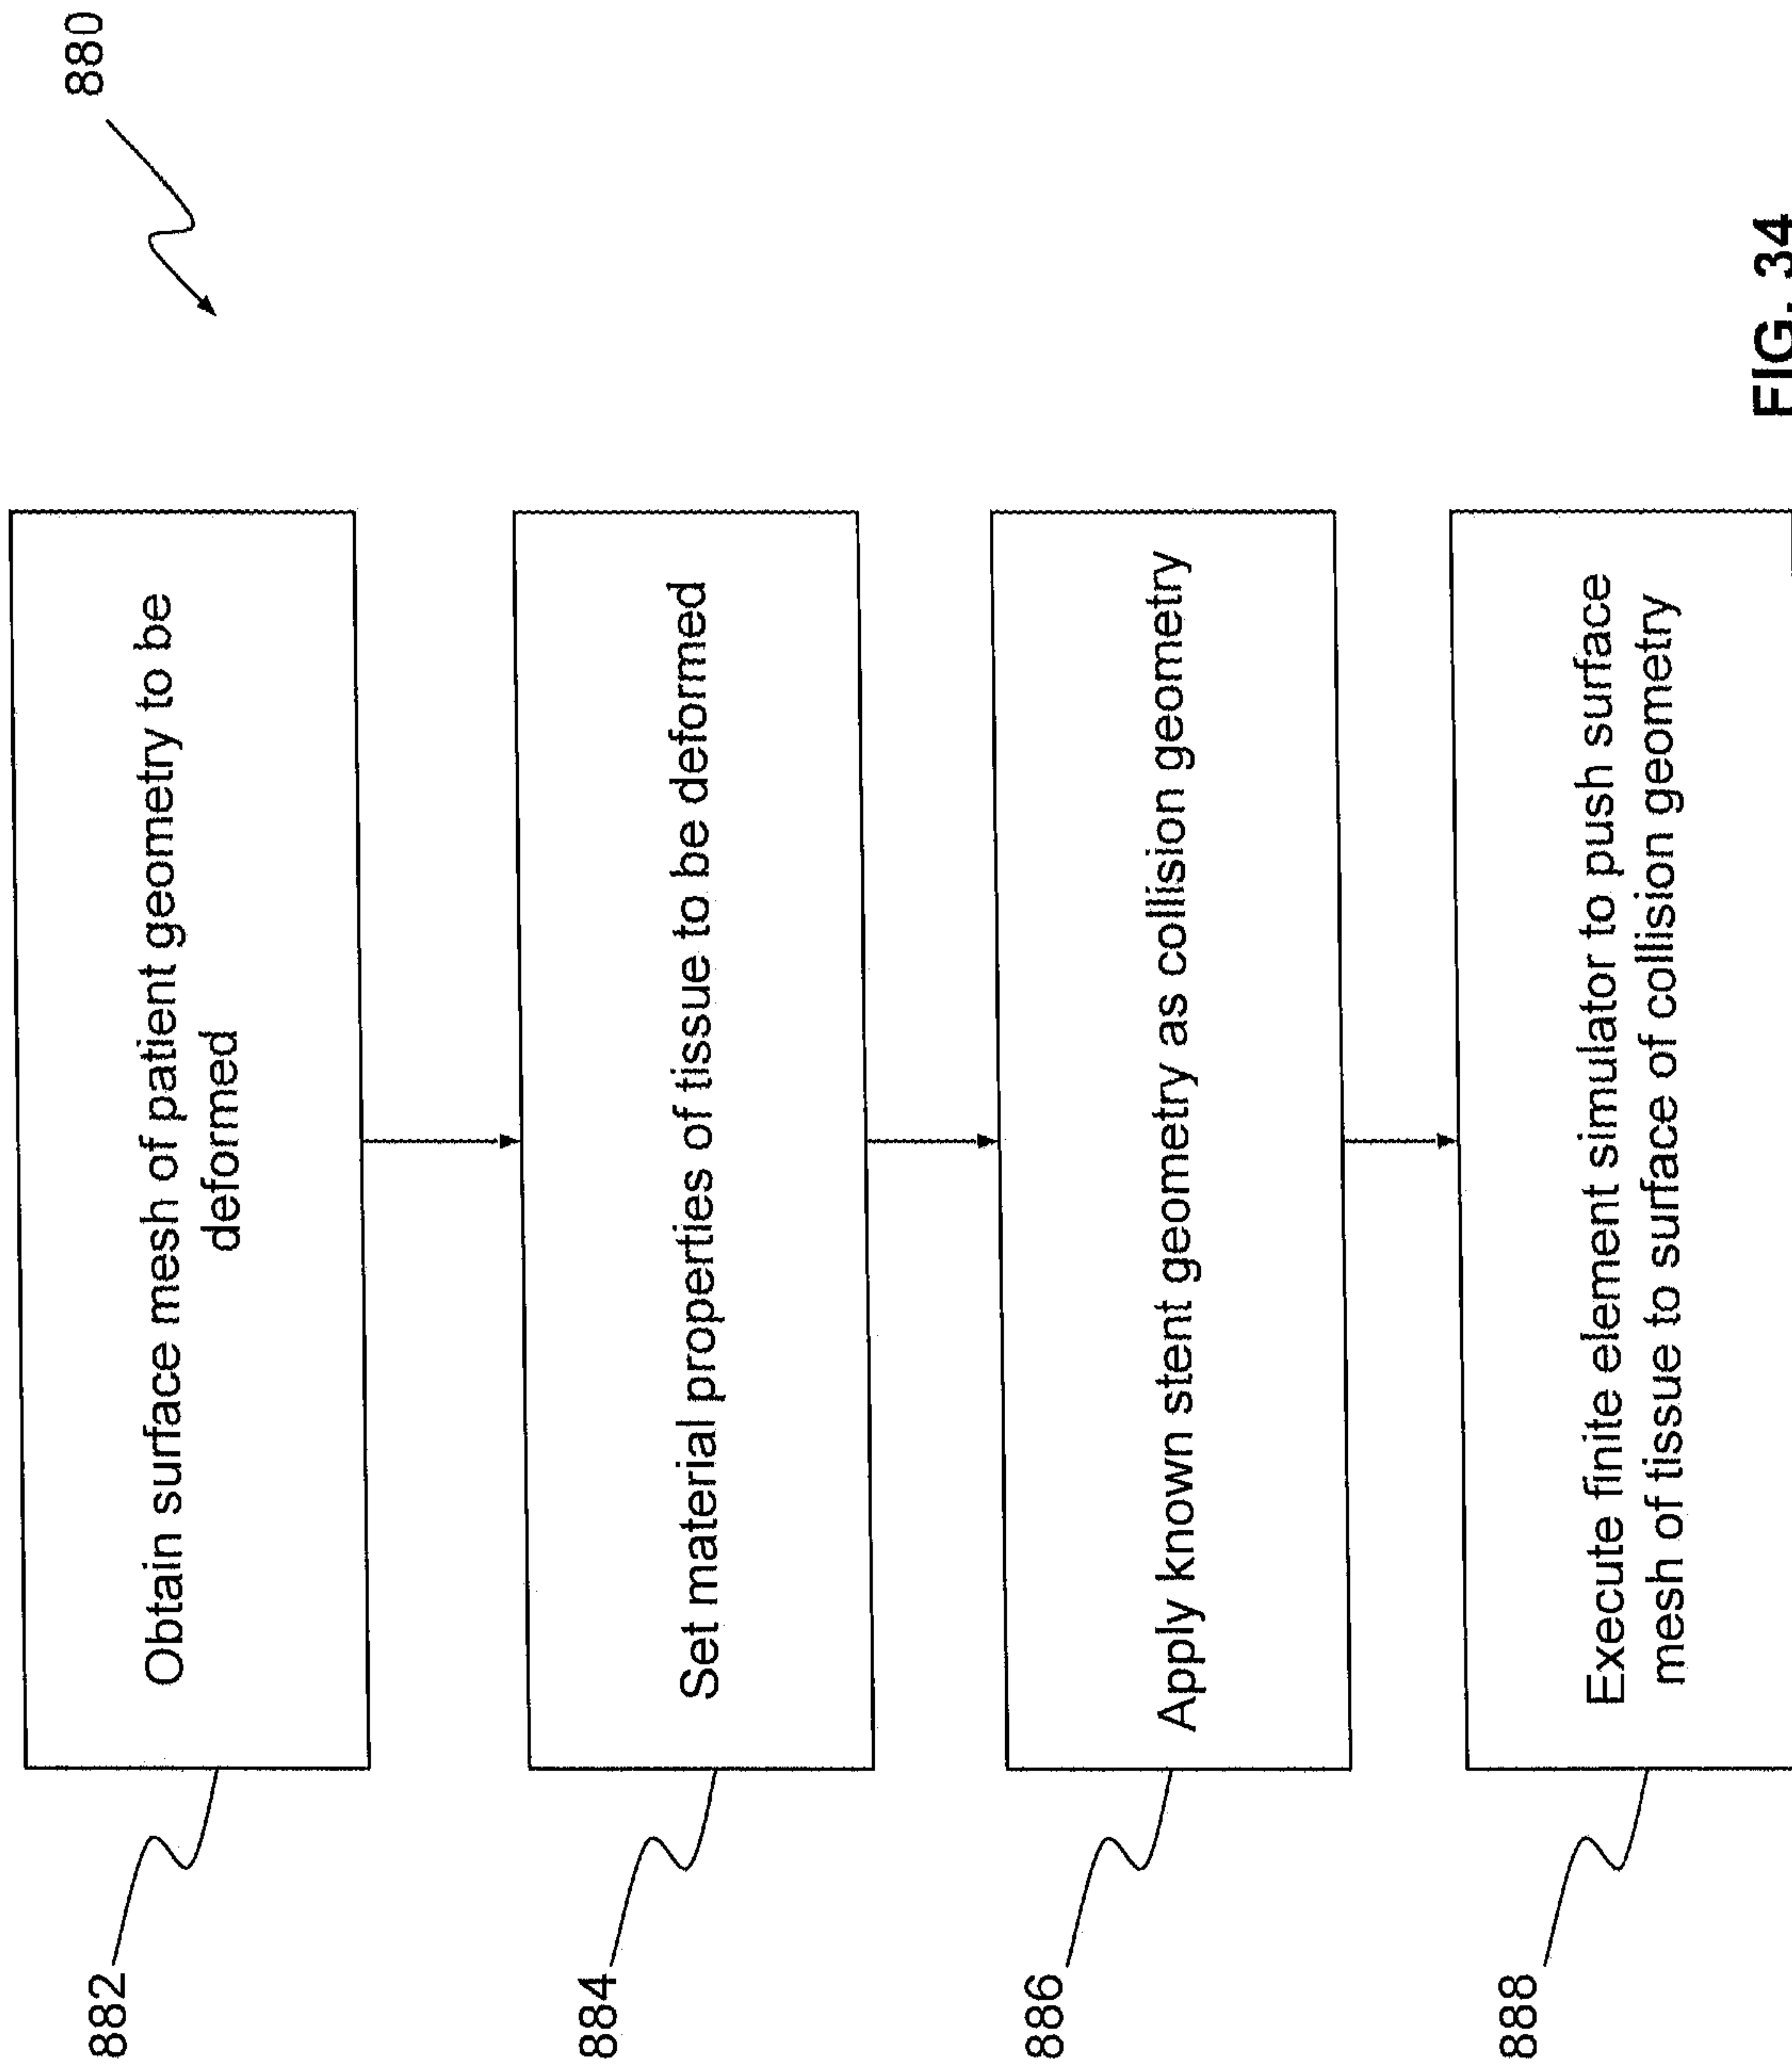 880
882
Obtain surface mesh of patient geometry to be
deformed
884
Set material properties of tissue to be deformed
886
Apply known stent geometry as collision geometry
888
Execute finite element simulator to push surface
mesh of tissue to surface of collision geometry
FIG. 34